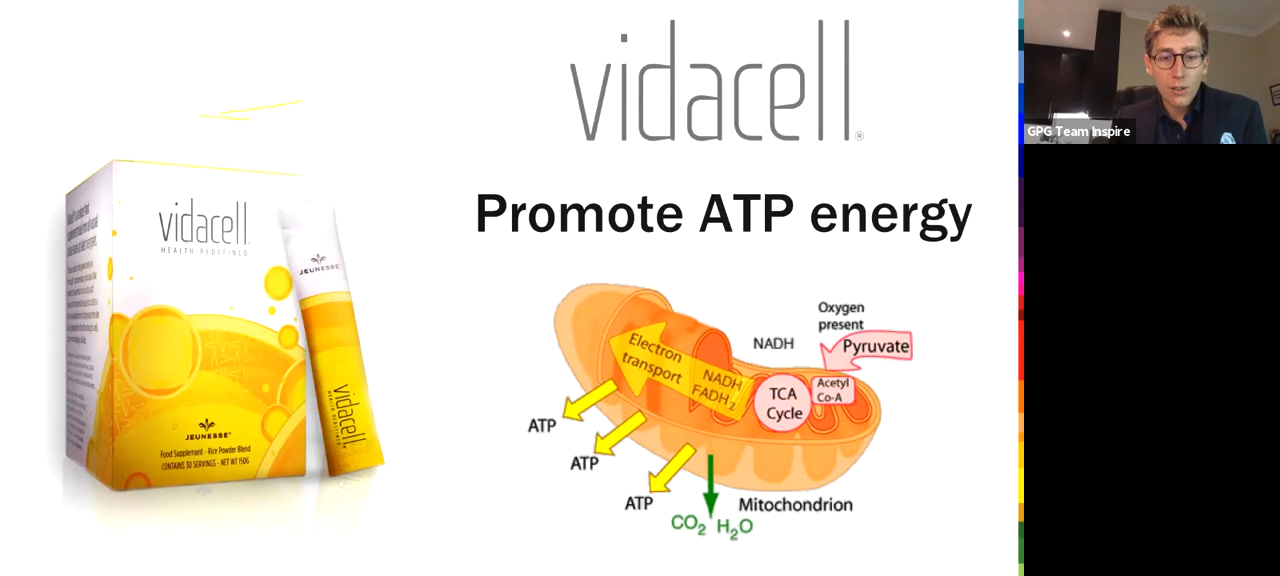 vidacell®
Promote ATP energy
vidacell
HEALTH REDEFINED
JEUNESSE®
Food Supplement - Rice Powder Blend
CONTAINS 30 SERVINGS - NET WT 150G
JEUNESSE®
vidacell
HEALTH REDEFINED
Oxygen
present
NADH
Pyruvate
Electron
transport
NADH
FADH2
TCA
Cycle
Acetyl
Co-A
ATP
ATP
ATP
Mitochondrion
CO2 H2O
GPG Team Inspire